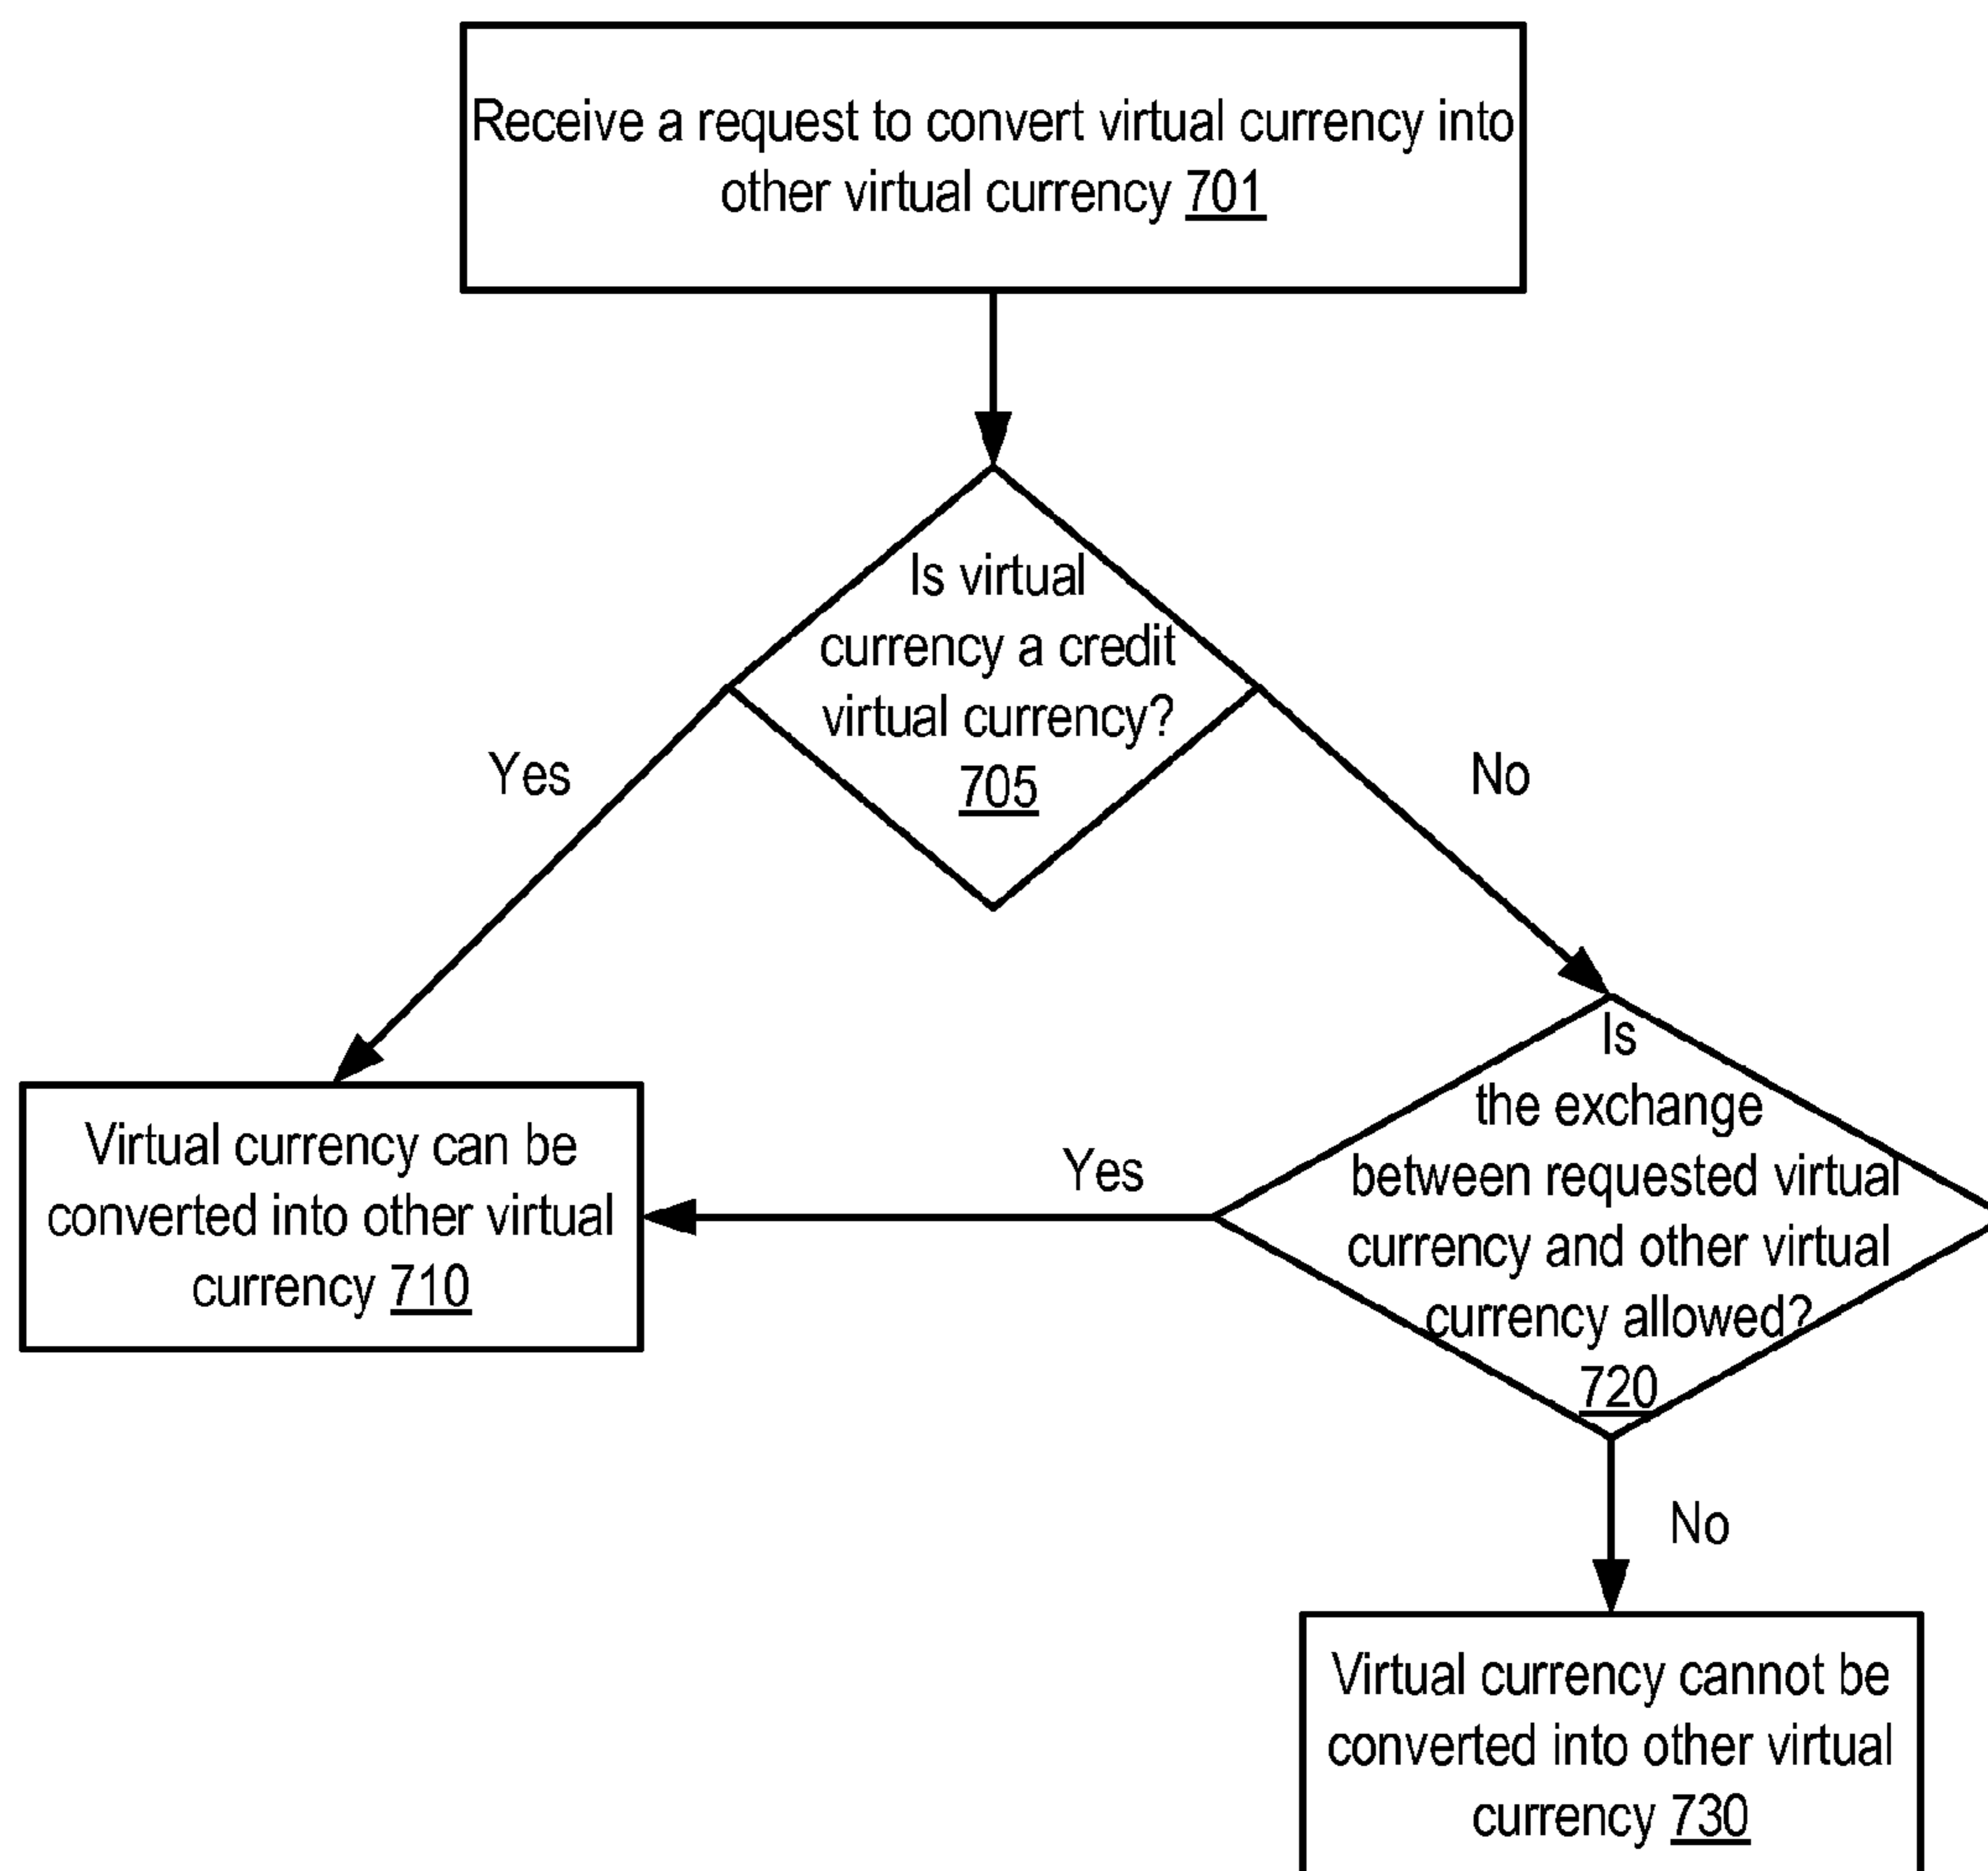 Receive a request to convert virtual currency into
other virtual currency 701
Is virtual
currency a credit
virtual currency?
705
Yes
No
Is
the exchange
between requested virtual
currency and other virtual
currency allowed?
720
Yes
Virtual currency can be
converted into other virtual
currency 710
No
Virtual currency cannot be
converted into other virtual
currency 730